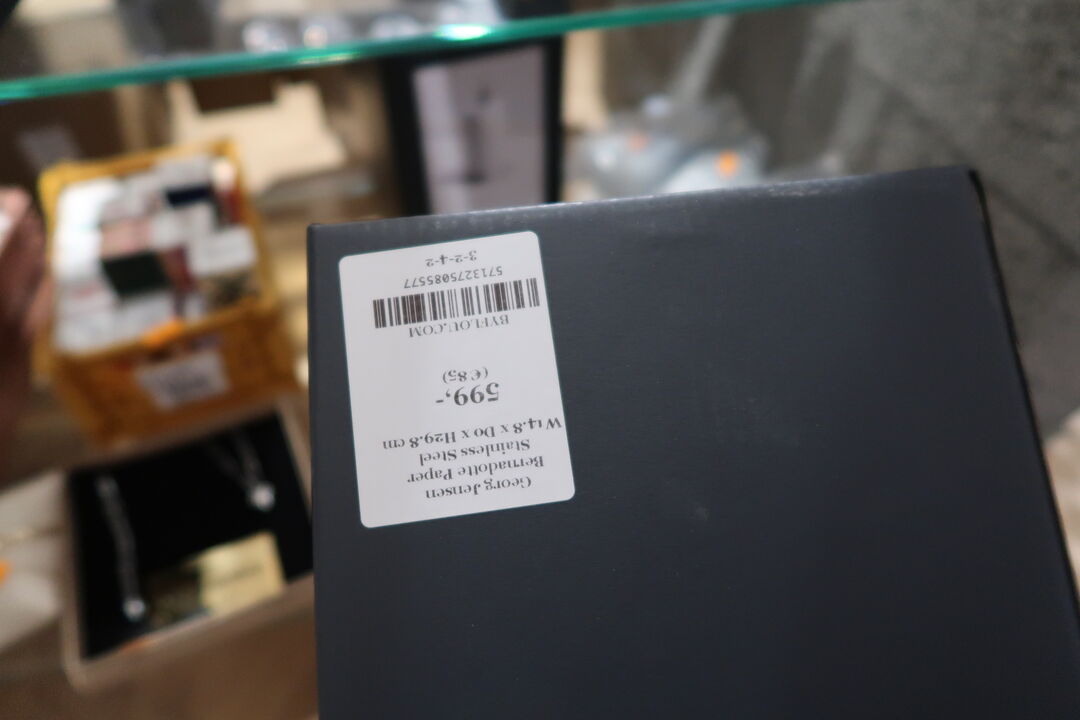 Georg Jensen
Bernadotte Paper
Stainless Steel
W14.8 x D0 x H29.8 cm
599,-
(€ 85)
BYFLOU.COM
5713275085577
3-2-4-2